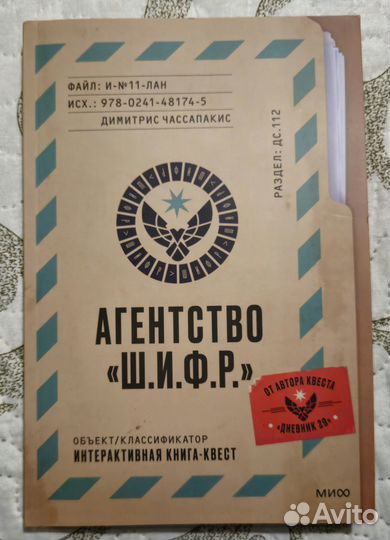 ФАЙЛ: И-№11-ЛАН
ИСХ.: 978-0241-48174-5
ДИМИТРИС ЧАССАПАКИС
РАЗДЕЛ: ДС.112
АГЕНТСТВО
«Ш.И.Ф.Р.»
ОТ АВТОРА КВЕСТА
«ДНЕВНИК 29»
ОБЪЕКТ/КЛАССИФИКАТОР
ИНТЕРАКТИВНАЯ КНИГА-КВЕСТ
МИФ
Avito